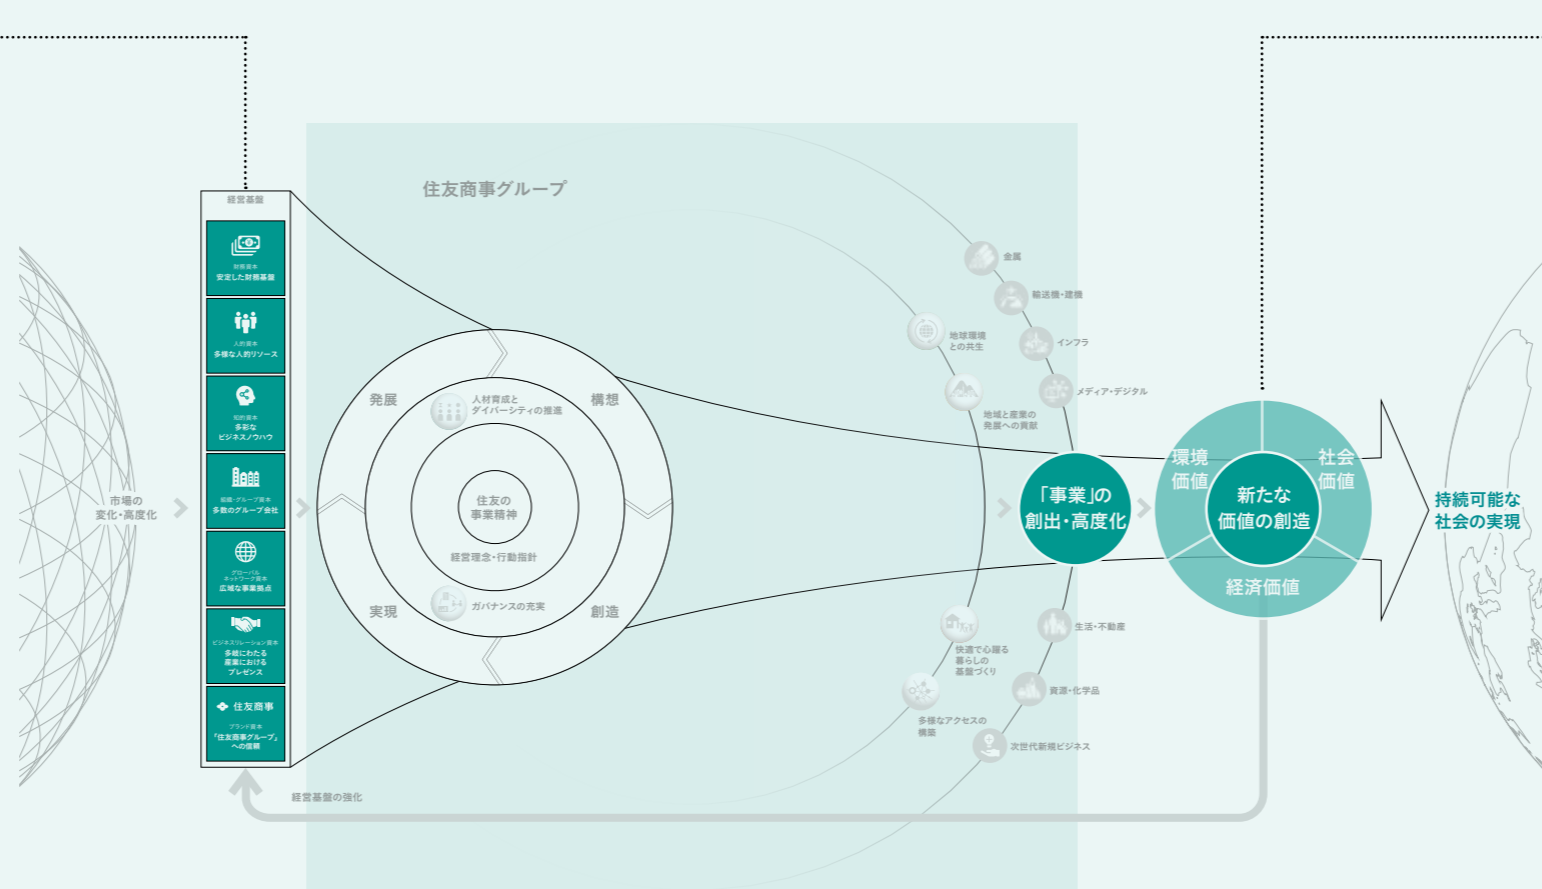 住友商事グループ
市場の
変化・高度化
経営基盤
財務資本
安定した財務基盤
人的資本
多様な人的リソース
知的資本
多彩な
ビジネスノウハウ
組織・グループ資本
多数のグループ会社
グローバル
ネットワーク資本
広域な事業拠点
ビジネスリレーション資本
多岐にわたる
産業における
プレゼンス
住友商事
ブランド資本
「住友商事グループ」
への信頼
発展
構想
人材育成と
ダイバーシティの推進
住友の
事業精神
経営理念・行動指針
ガバナンスの充実
実現
創造
地球環境
との共生
地域と産業の
発展への貢献
快適で心躍る
暮らしの
基盤づくり
多様なアクセスの
構築
金属
輸送機・建機
インフラ
メディア・デジタル
生活・不動産
資源・化学品
次世代新規ビジネス
「事業」の
創出・高度化
環境
価値
社会
価値
新たな
価値の創造
経済価値
持続可能な
社会の実現
経営基盤の強化